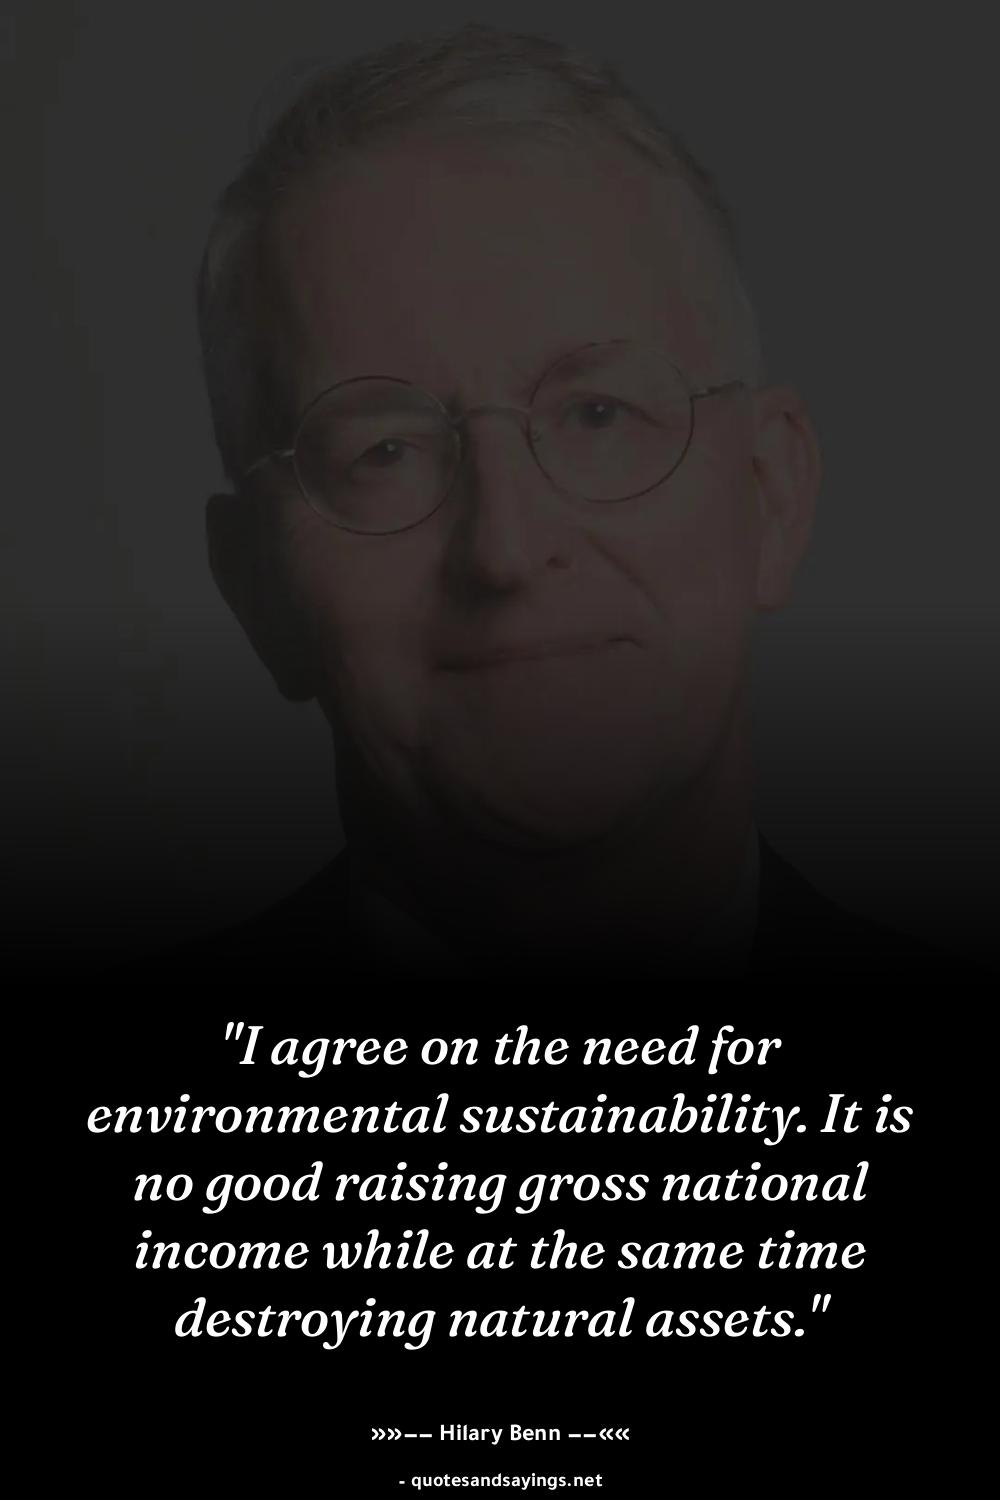 "I agree on the need for
environmental sustainability. It is
no good raising gross national
income while at the same time
destroying natural assets."
»»–– Hilary Benn ––««
- quotesandsayings.net